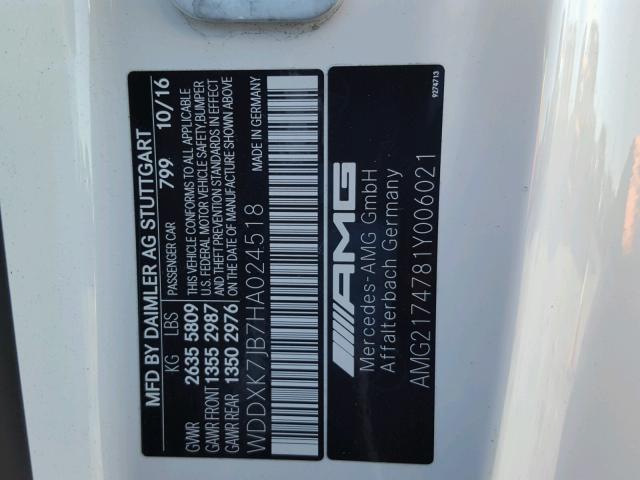 MFD BY DAIMLER AG STUTTGART
KG LBS PASSENGER CAR 799 10/16
GVWR 2635 5809 THIS VEHICLE CONFORMS TO ALL APPLICABLE
GAWR FRONT 1355 2987 U.S. FEDERAL MOTOR VEHICLE SAFETY, BUMPER
GAWR REAR 1350 2976 AND THEFT PREVENTION STANDARDS IN EFFECT
ON THE DATE OF MANUFACTURE SHOWN ABOVE
WDDXK7JB7HA024518 MADE IN GERMANY
AMG
Mercedes-AMG GmbH
Affalterbach Germany
AMG2174781Y006021
9274713